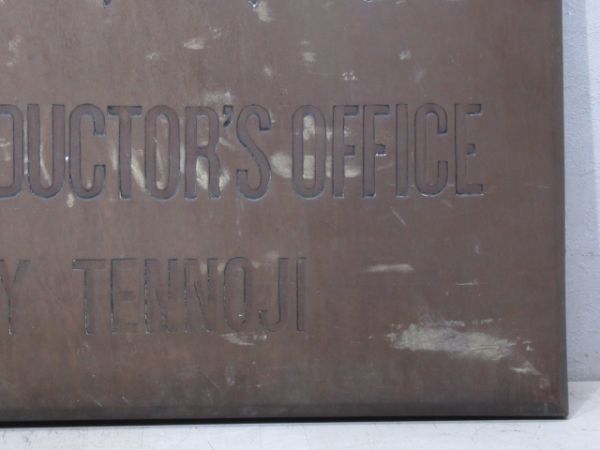 DUCTOR'S OFFICE
Y TENNOJI